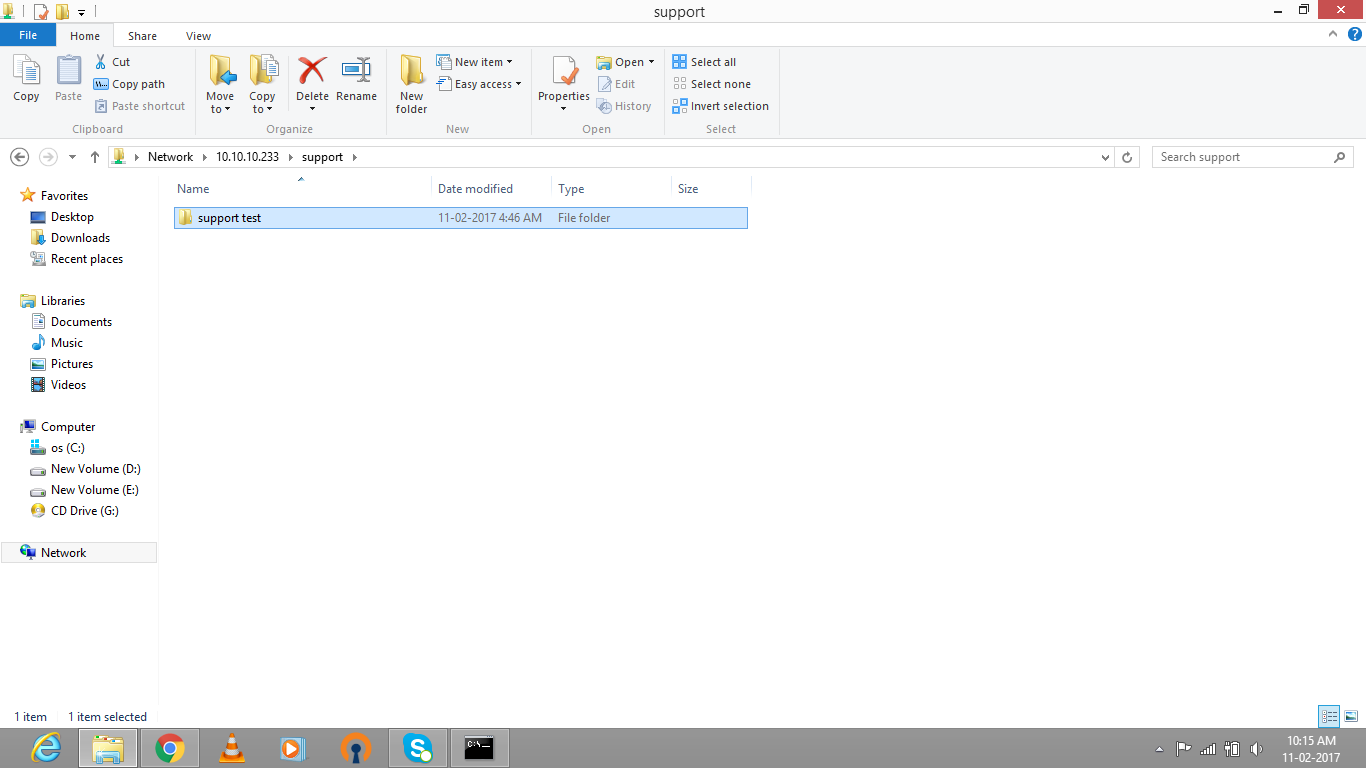 support
File Home Share View
Copy
Paste
Cut
Copy path
Paste shortcut
Clipboard
Move to
Copy to
Delete
Rename
Organize
New folder
New item
Easy access
New
Properties
Open
Edit
History
Open
Select all
Select none
Invert selection
Select
Network 10.10.10.233 support
Search support
Name Date modified Type Size
support test 11-02-2017 4:46 AM File folder
Favorites
Desktop
Downloads
Recent places
Libraries
Documents
Music
Pictures
Videos
Computer
os (C:)
New Volume (D:)
New Volume (E:)
CD Drive (G:)
Network
1 item 1 item selected
C:\._
10:15 AM
11-02-2017